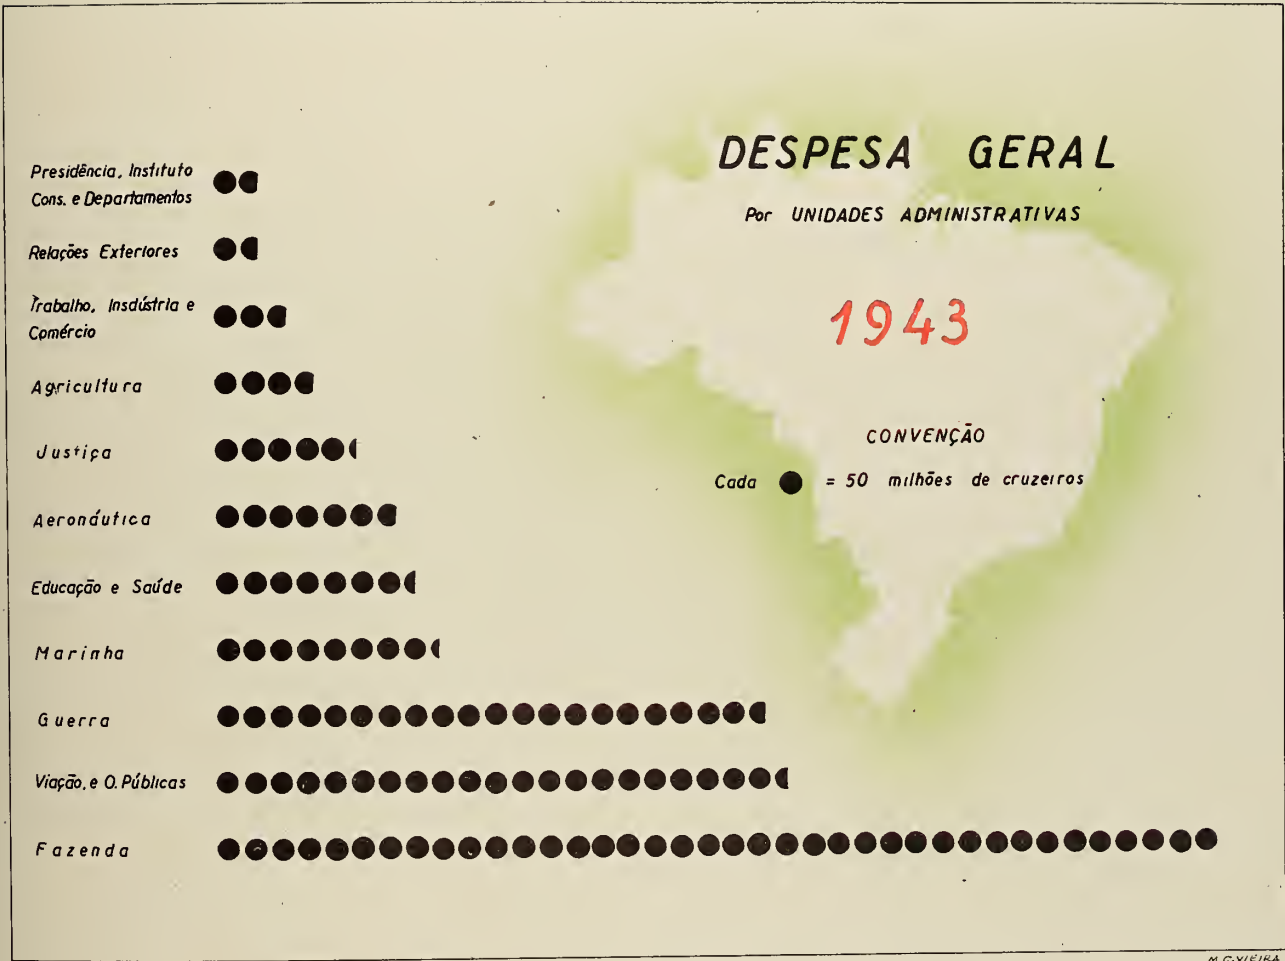 DESPESA GERAL
Por UNIDADES ADMINISTRATIVAS
1943
CONVENÇÃO
Cada = 50 milhões de cruzeiros
Presidência, Instituto
Cons. e Departamentos
Relações Exteriores
Trabalho, Insdústria e
Comércio
Agricultura
Justiça
Aeronáutica
Educação e Saúde
Marinha
Guerra
Viação, e O. Públicas
Fazenda
M.C.VIEIRA